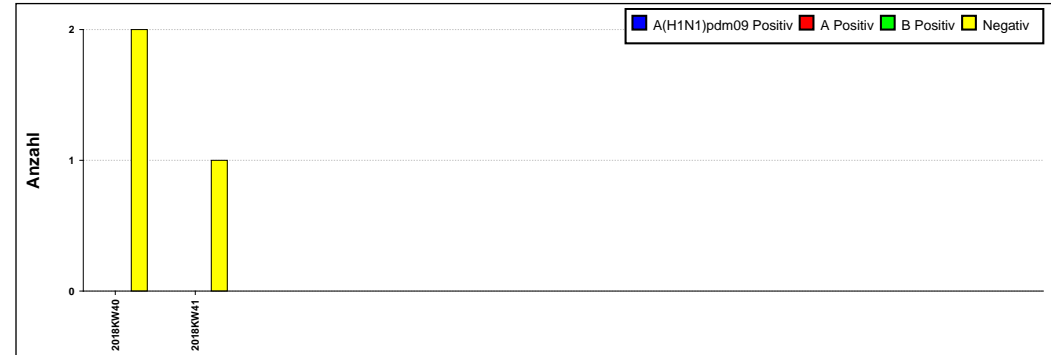 A(H1N1)pdm09 Positiv A Positiv B Positiv Negativ
Anzahl
2
1
0
2018KW40
2018KW41